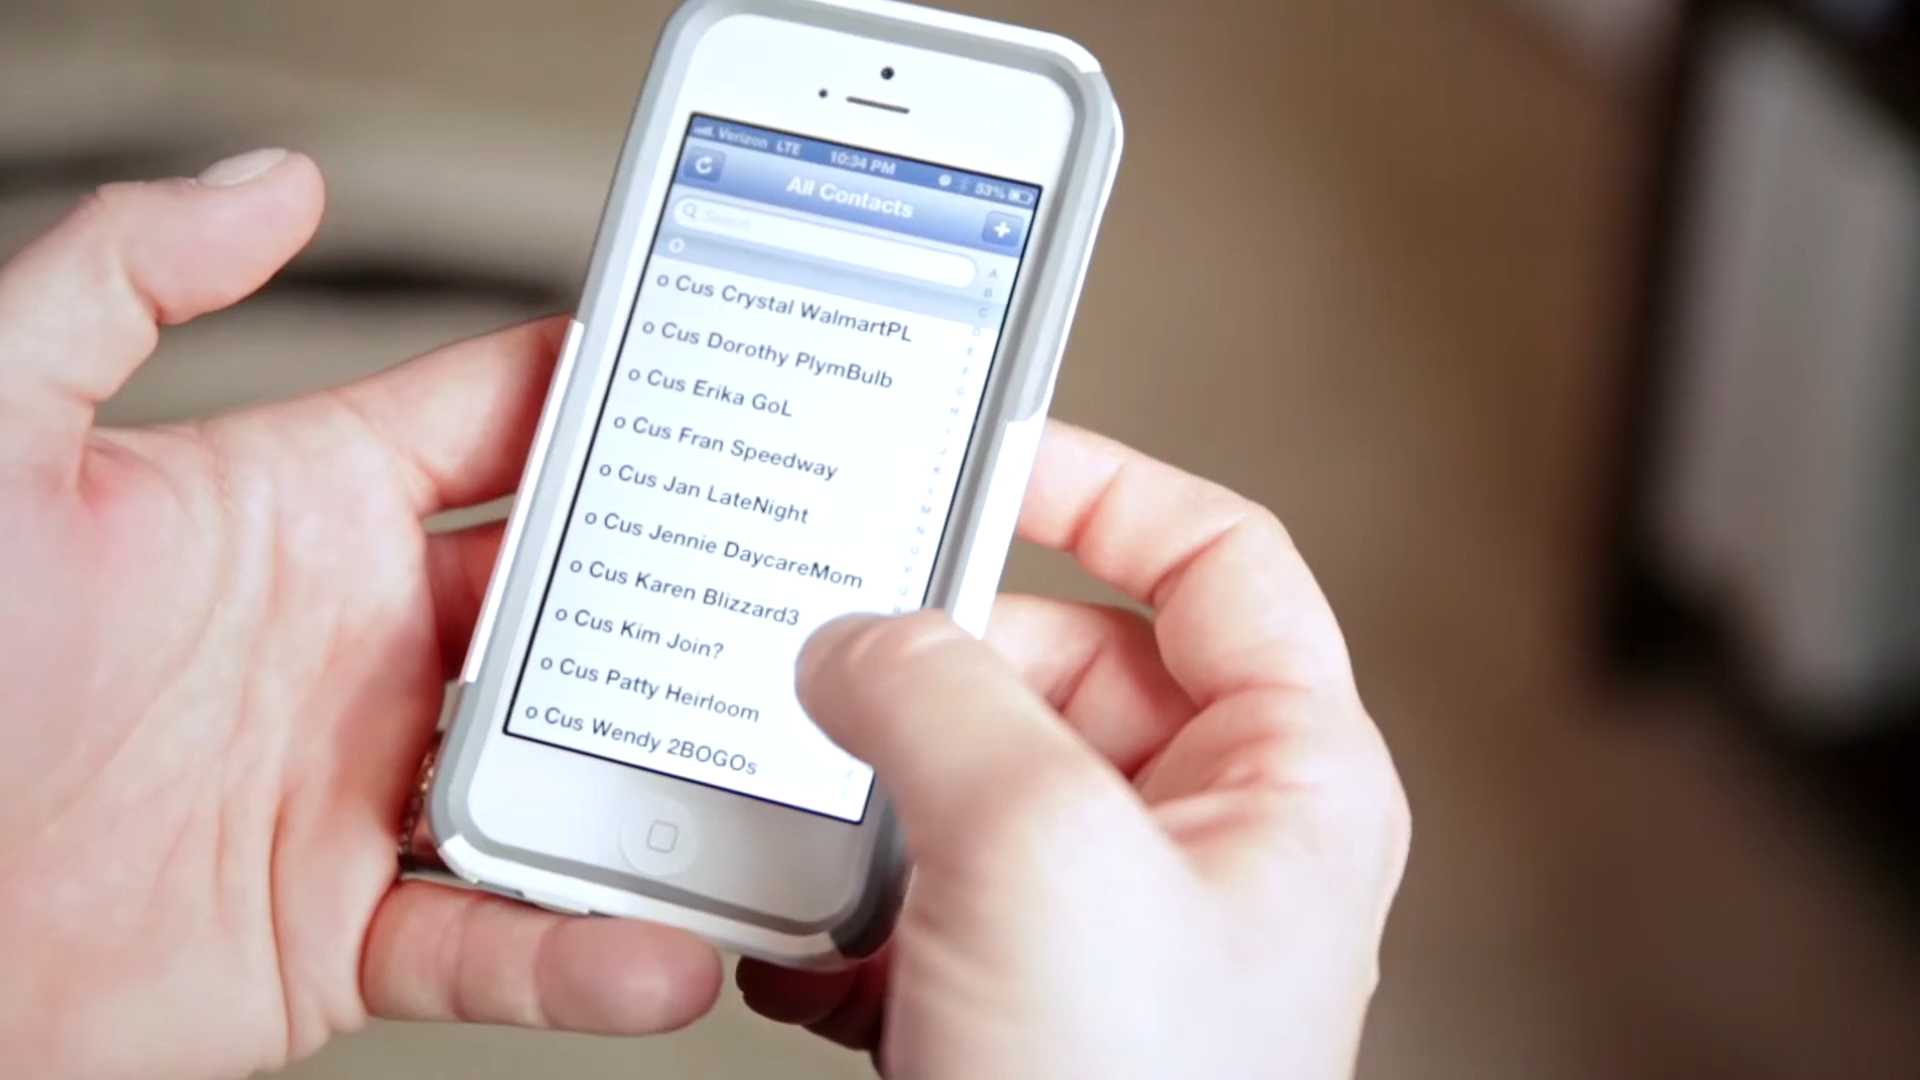 Verizon LTE 10:34 PM 53%
All Contacts
+
Search
O
o Cus Crystal WalmartPL
o Cus Dorothy PlymBulb
o Cus Erika GoL
o Cus Fran Speedway
o Cus Jan LateNight
o Cus Jennie DaycareMom
o Cus Karen Blizzard3
o Cus Kim Join?
o Cus Patty Heirloom
o Cus Wendy 2BOGOs
A
B
C
D
E
F
G
H
I
J
K
L
M
N
O
P
Q